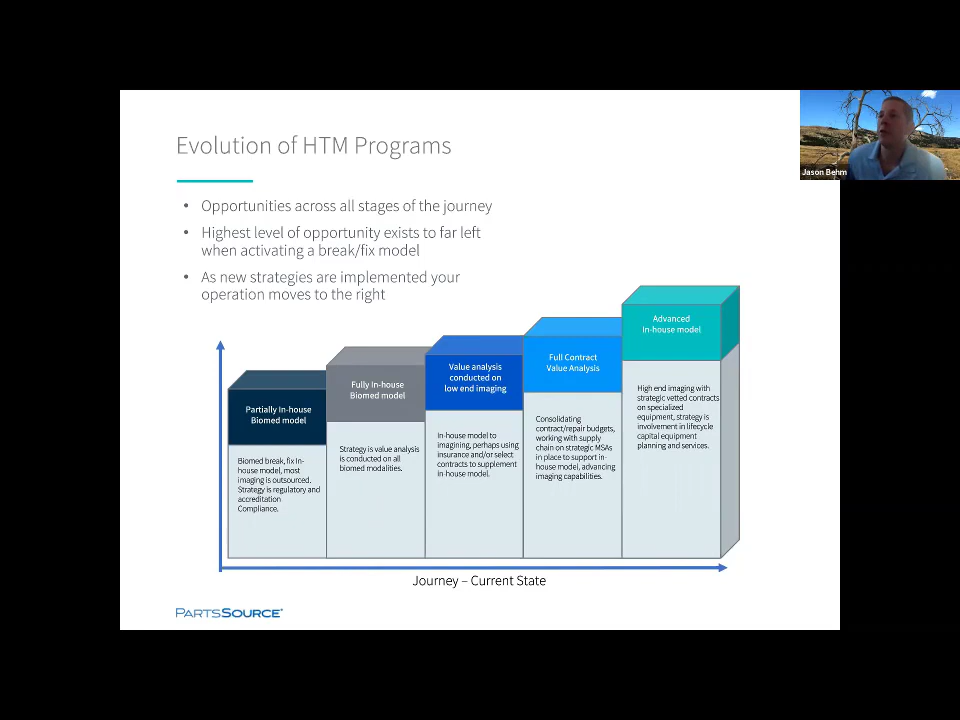 Evolution of HTM Programs
Jason Behm
• Opportunities across all stages of the journey
• Highest level of opportunity exists to far left
when activating a break/fix model
• As new strategies are implemented your
operation moves to the right
Partially In-house
Biomed model
Biomed break, fix In-
house model, most
imaging is outsourced.
Strategy is regulatory and
accreditation
Compliance.
Fully In-house
Biomed model
Strategy is value analysis
is conducted on all
biomed modalities.
Value analysis
conducted on
low end imaging
In-house model to
imagining, perhaps using
insurance and/or select
contracts to supplement
in-house model.
Full Contract
Value Analysis
Consolidating
contract/repair budgets,
working with supply
chain on strategic MSAs
in place to support in-
house model, advancing
imaging capabilities.
Advanced
In-house model
High end imaging with
strategic vetted contracts
on specialized
equipment, strategy is
involvement in lifecycle
capital equipment
planning and services.
Journey – Current State
PARTSSOURCE®